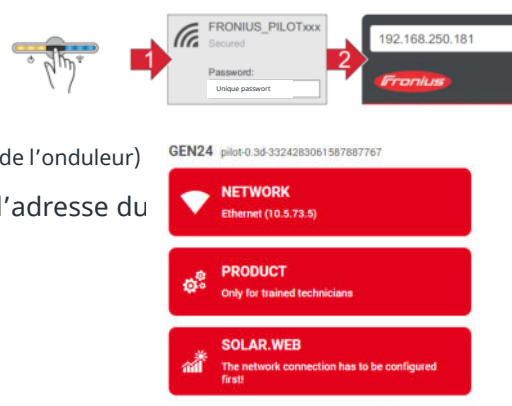 FRONIUS_PILOTxxx
Secured
Password:
Unique passwort
1
2
192.168.250.181
Fronius
de l'onduleur)
l'adresse du
GEN24 pilot-0.3d-3324283061587887767
NETWORK
Ethernet (10.5.73.5)
PRODUCT
Only for trained technicians
SOLAR.WEB
The network connection has to be configured
first!